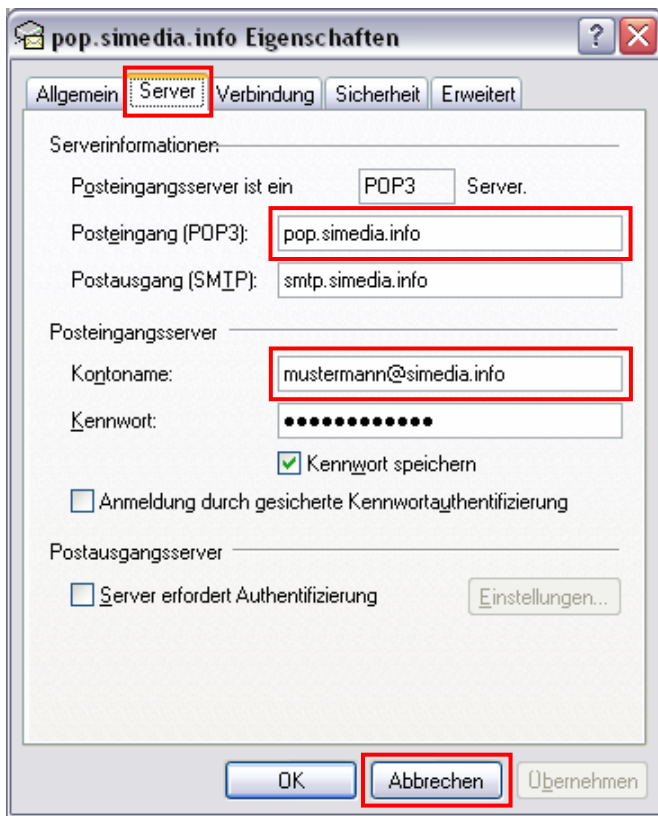 pop.simedia.info Eigenschaften
Allgemein Server Verbindung Sicherheit Erweitert
Serverinformationen:
Posteingangsserver ist ein POP3 Server.
Posteingang (POP3): pop.simedia.info
Postausgang (SMTP): smtp.simedia.info
Posteingangsserver
Kontoname: mustermann@simedia.info
Kennwort: ●●●●●●●●●●●●
Kennwort speichern
Anmeldung durch gesicherte Kennwortauthentifizierung
Postausgangsserver
Server erfordert Authentifizierung Einstellungen...
OK Abbrechen Übernehmen